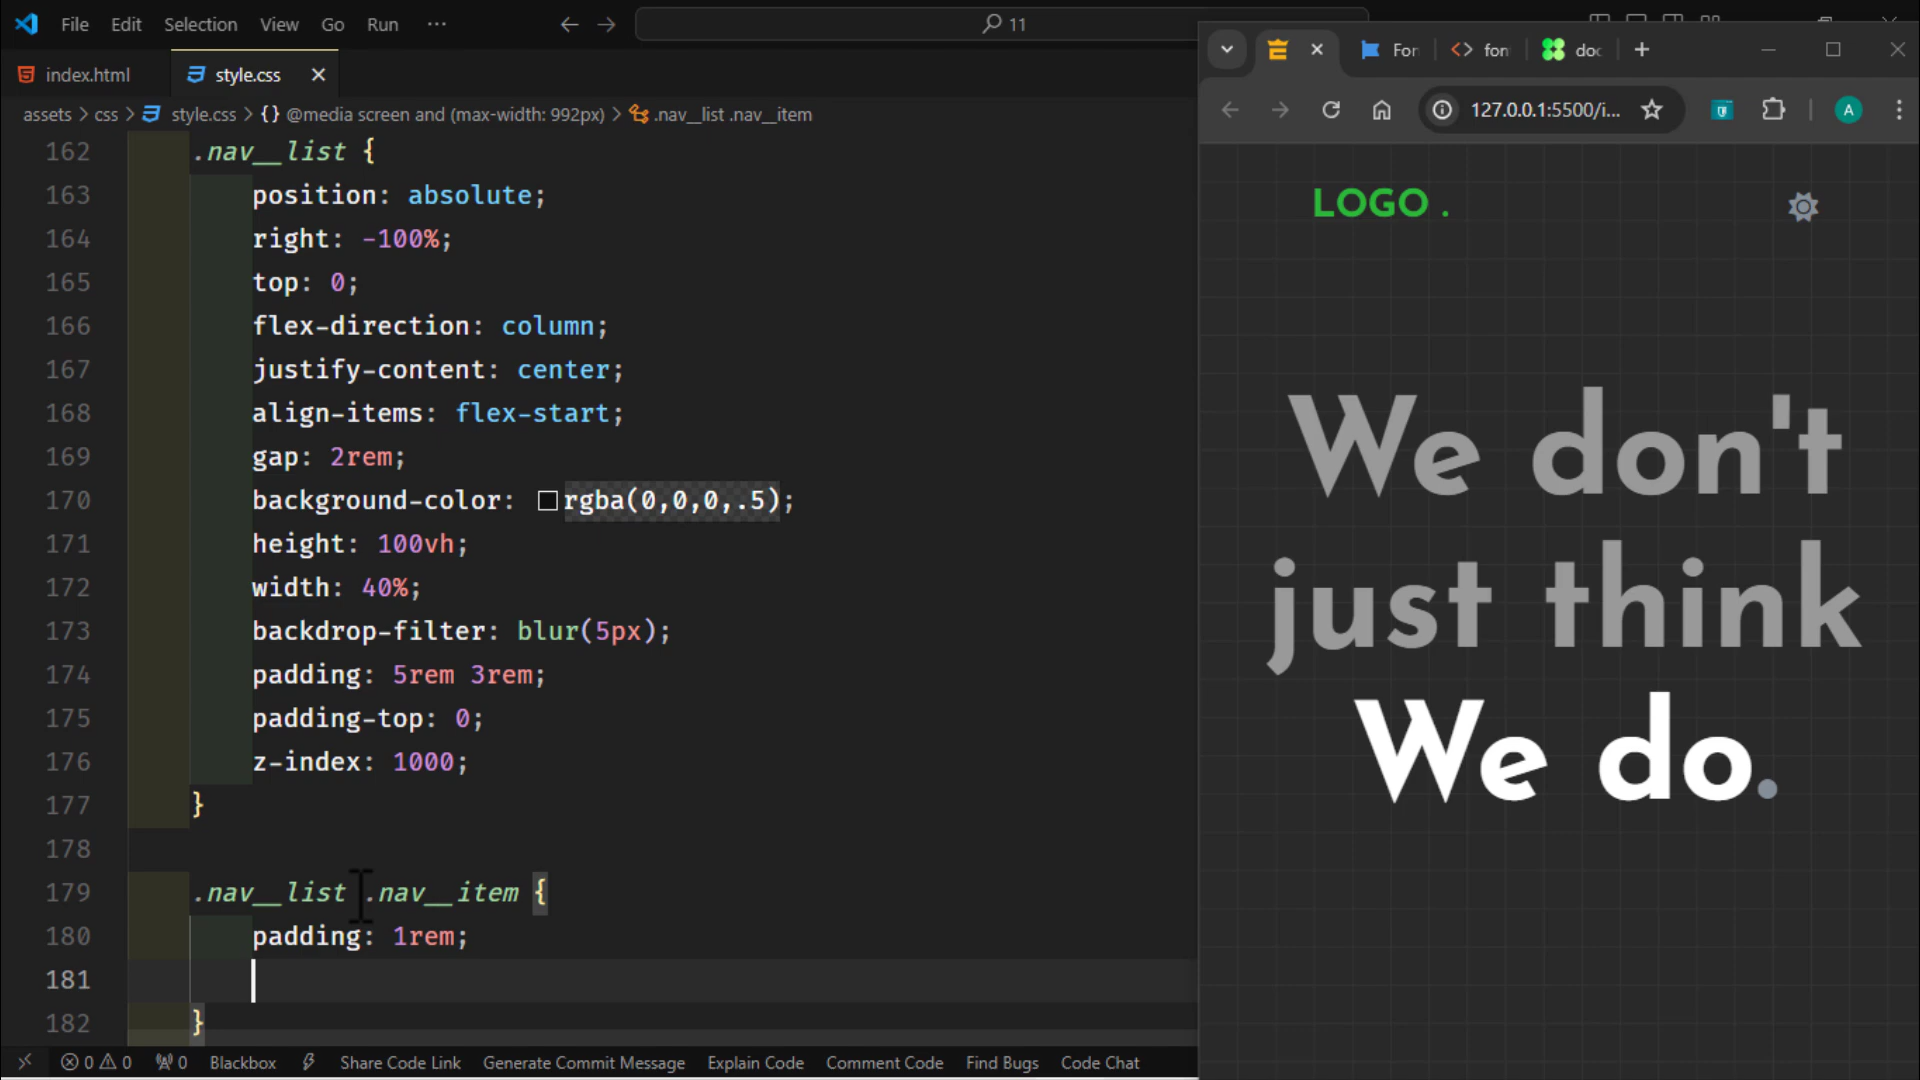 File Edit Selection View Go Run ··· 11
index.html style.css
assets > css > style.css > {} @media screen and (max-width: 992px) > .nav__list .nav__item
162 .nav__list {
163 position: absolute;
164 right: -100%;
165 top: 0;
166 flex-direction: column;
167 justify-content: center;
168 align-items: flex-start;
169 gap: 2rem;
170 background-color: rgba(0,0,0,.5);
171 height: 100vh;
172 width: 40%;
173 backdrop-filter: blur(5px);
174 padding: 5rem 3rem;
175 padding-top: 0;
176 z-index: 1000;
177 }
178
179 .nav__list .nav__item {
180 padding: 1rem;
181
182 }
0 0 0 Blackbox Share Code Link Generate Commit Message Explain Code Comment Code Find Bugs Code Chat
For fon doc
127.0.0.1:5500/i... A
LOGO .
We don't
just think
We do.